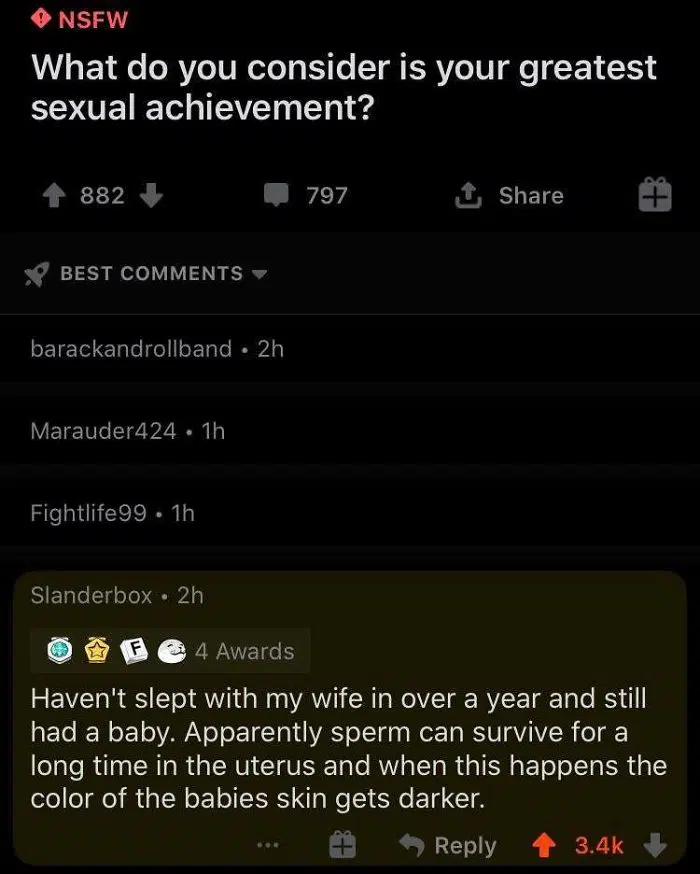 NSFW
What do you consider is your greatest
sexual achievement?
882
797
Share
BEST COMMENTS
barackandrollband • 2h
Marauder424 • 1h
Fightlife99 • 1h
Slanderbox • 2h
F
4 Awards
Haven't slept with my wife in over a year and still
had a baby. Apparently sperm can survive for a
long time in the uterus and when this happens the
color of the babies skin gets darker.
... Reply 3.4k